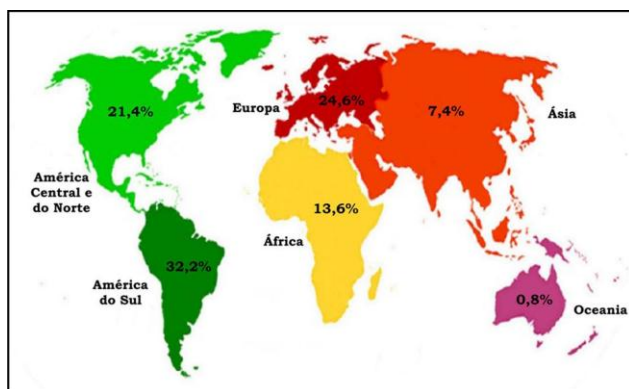 21,4%
América
Central e
do Norte
Europa
24,6%
7,4%
Ásia
América
do Sul
32,2%
África
13,6%
0,8%
Oceania